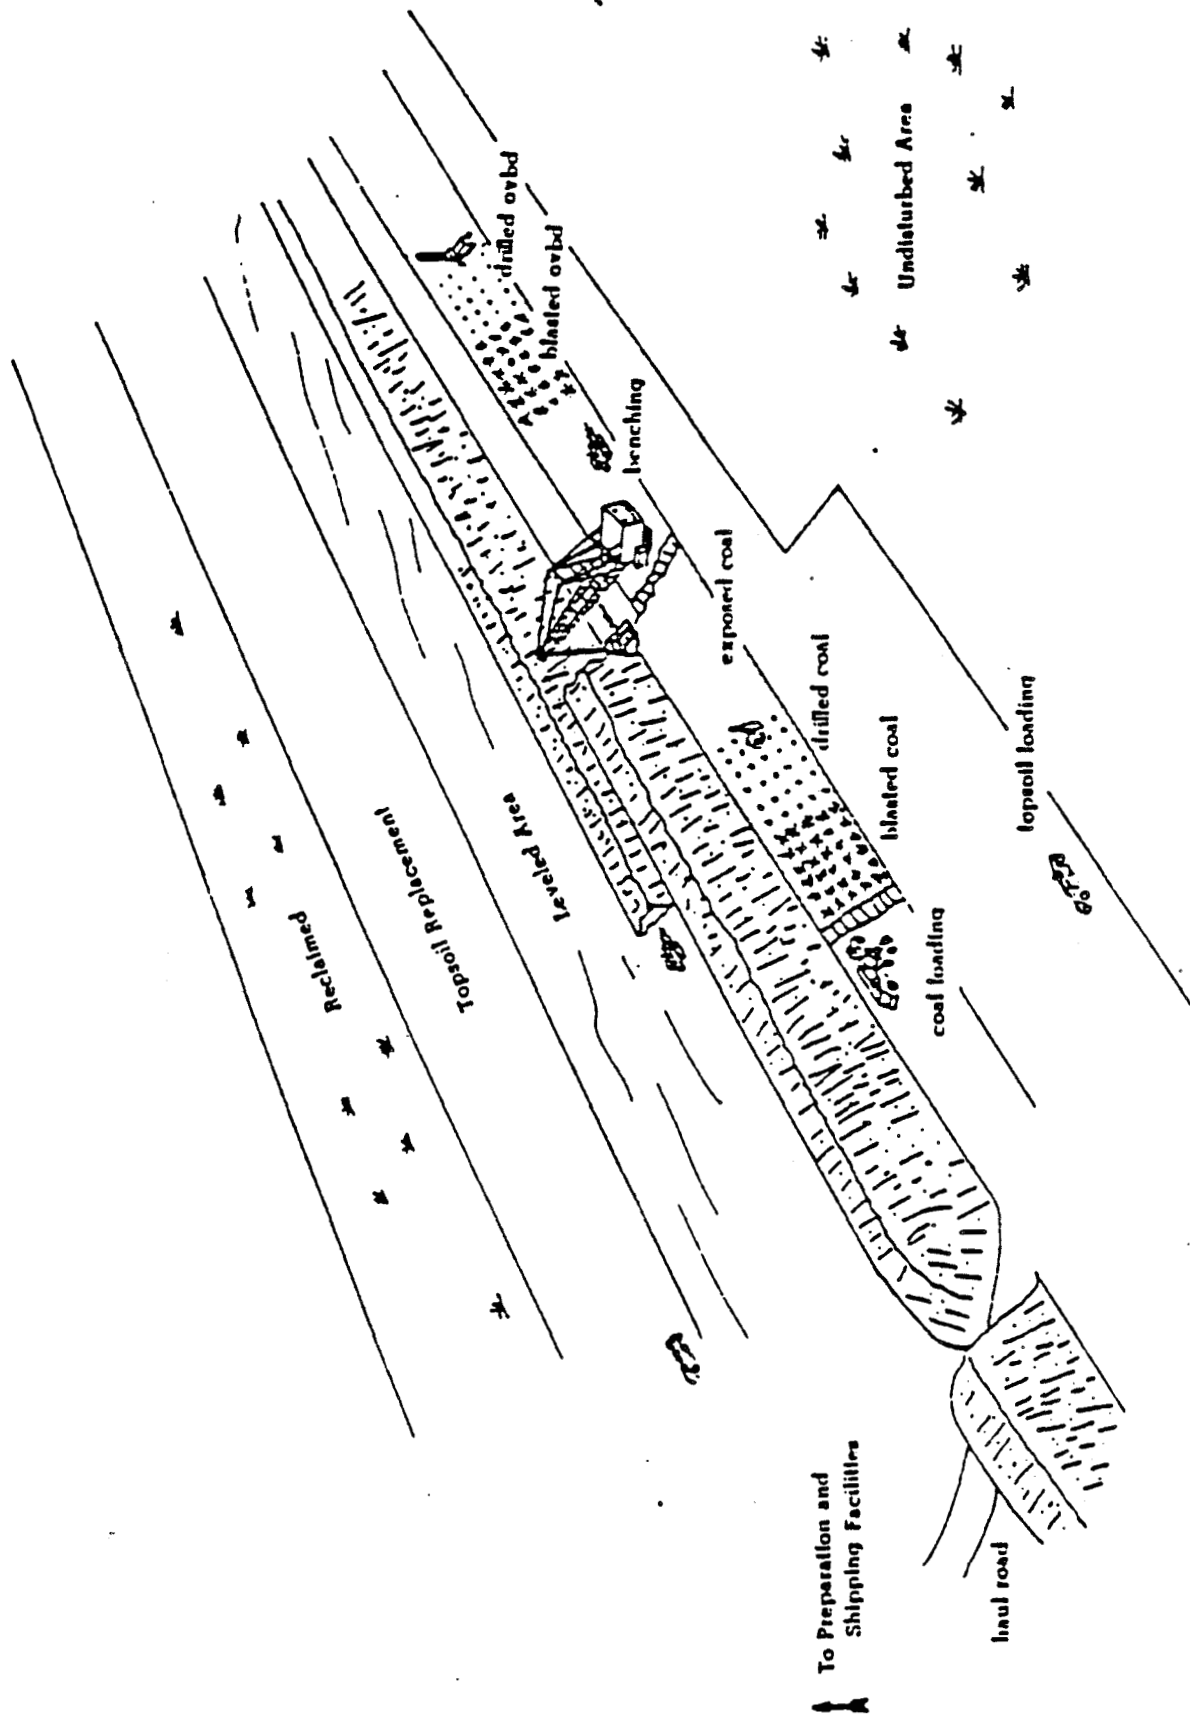 Reclaimed
Topsoil Replacement
Leveled Area
drilled ovbd
blasted ovbd
benching
Undisturbed Area
exposed coal
drilled coal
blasted coal
coal loading
topsoil loading
To Preparation and
Shipping Facilities
haul road